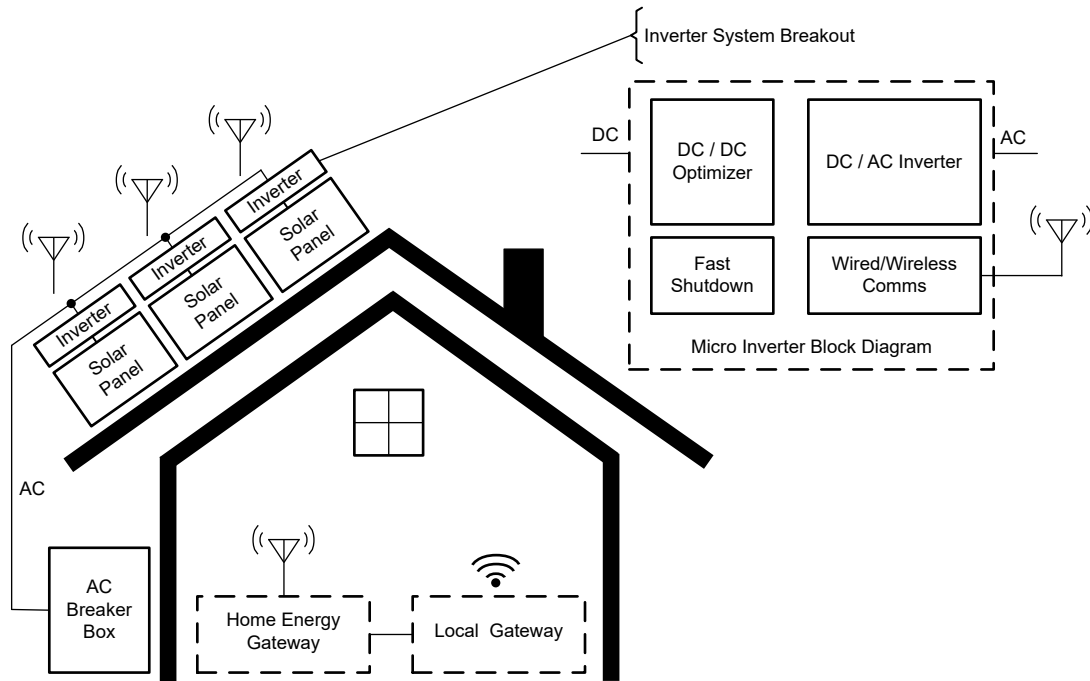 Inverter System Breakout
DC
AC
DC / DC
Optimizer
DC / AC Inverter
Fast
Shutdown
Wired/Wireless
Comms
Micro Inverter Block Diagram
Inverter
Solar
Panel
Inverter
Solar
Panel
Inverter
Solar
Panel
AC
AC
Breaker
Box
Home Energy
Gateway
Local Gateway